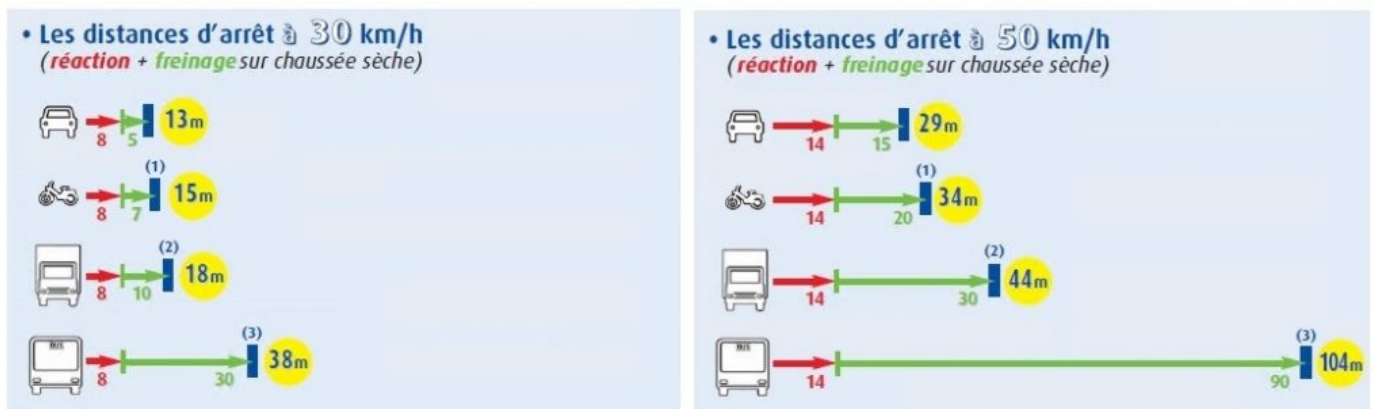 • Les distances d'arrêt à 30 km/h
(réaction + freinage sur chaussée sèche)
8
5
13m
(1)
8
7
15m
(2)
8
10
18m
(3)
BUS
8
30
38m
• Les distances d'arrêt à 50 km/h
(réaction + freinage sur chaussée sèche)
14
15
29m
(1)
14
20
34m
(2)
14
30
44m
(3)
BUS
14
90
104m